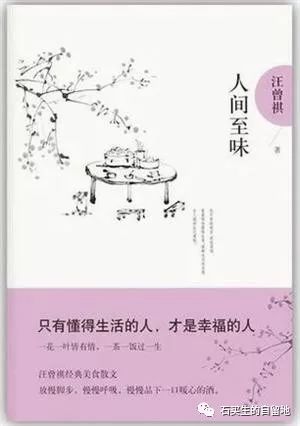 汪曾祺
著
人间至味
只有懂得生活的人，才是幸福的人
一花一叶皆有情，一茶一饭过一生
汪曾祺经典美食散文
放慢脚步，慢慢呼吸，慢慢品下一口暖心的酒。
石买生的自留地